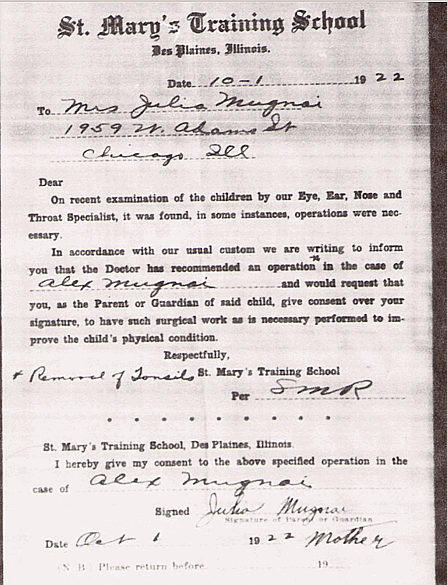 St. Mary's Training School
Des Plaines, Illinois.
Date 10-1 1922
To Mrs Julia Mugnai
1959 W. Adams St
Chicago Ill
Dear
On recent examination of the children by our Eye, Ear, Nose and
Throat Specialist, it was found, in some instances, operations were nec-
essary.
In accordance with our usual custom we are writing to inform
you that the Doctor has recommended an operation * in the case of
Alex Mugnai and would request that
you, as the Parent or Guardian of said child, give consent over your
signature, to have such surgical work as is necessary performed to im-
prove the child's physical condition.
Respectfully,
* Removal of Tonsils St. Mary's Training School
Per SMR
* * * * * * * * *
St. Mary's Training School, Des Plaines, Illinois.
I hereby give my consent to the above specified operation in the
case of Alex Mugnai
Signed Julia Mugnai
Signature of Parent or Guardian
Date Oct 1 1922 Mother
(N. B.) Please return before 19